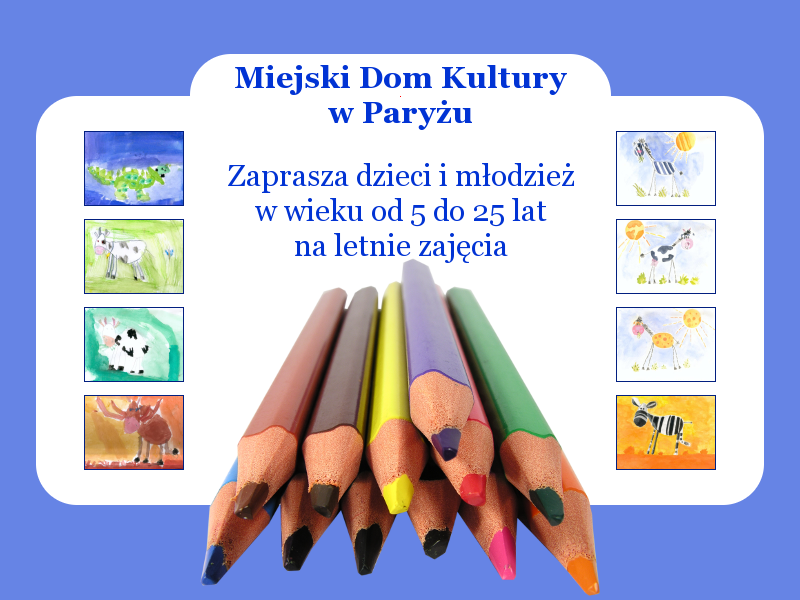 Miejski Dom Kultury
w Paryżu
Zaprasza dzieci i młodzież
w wieku od 5 do 25 lat
na letnie zajęcia